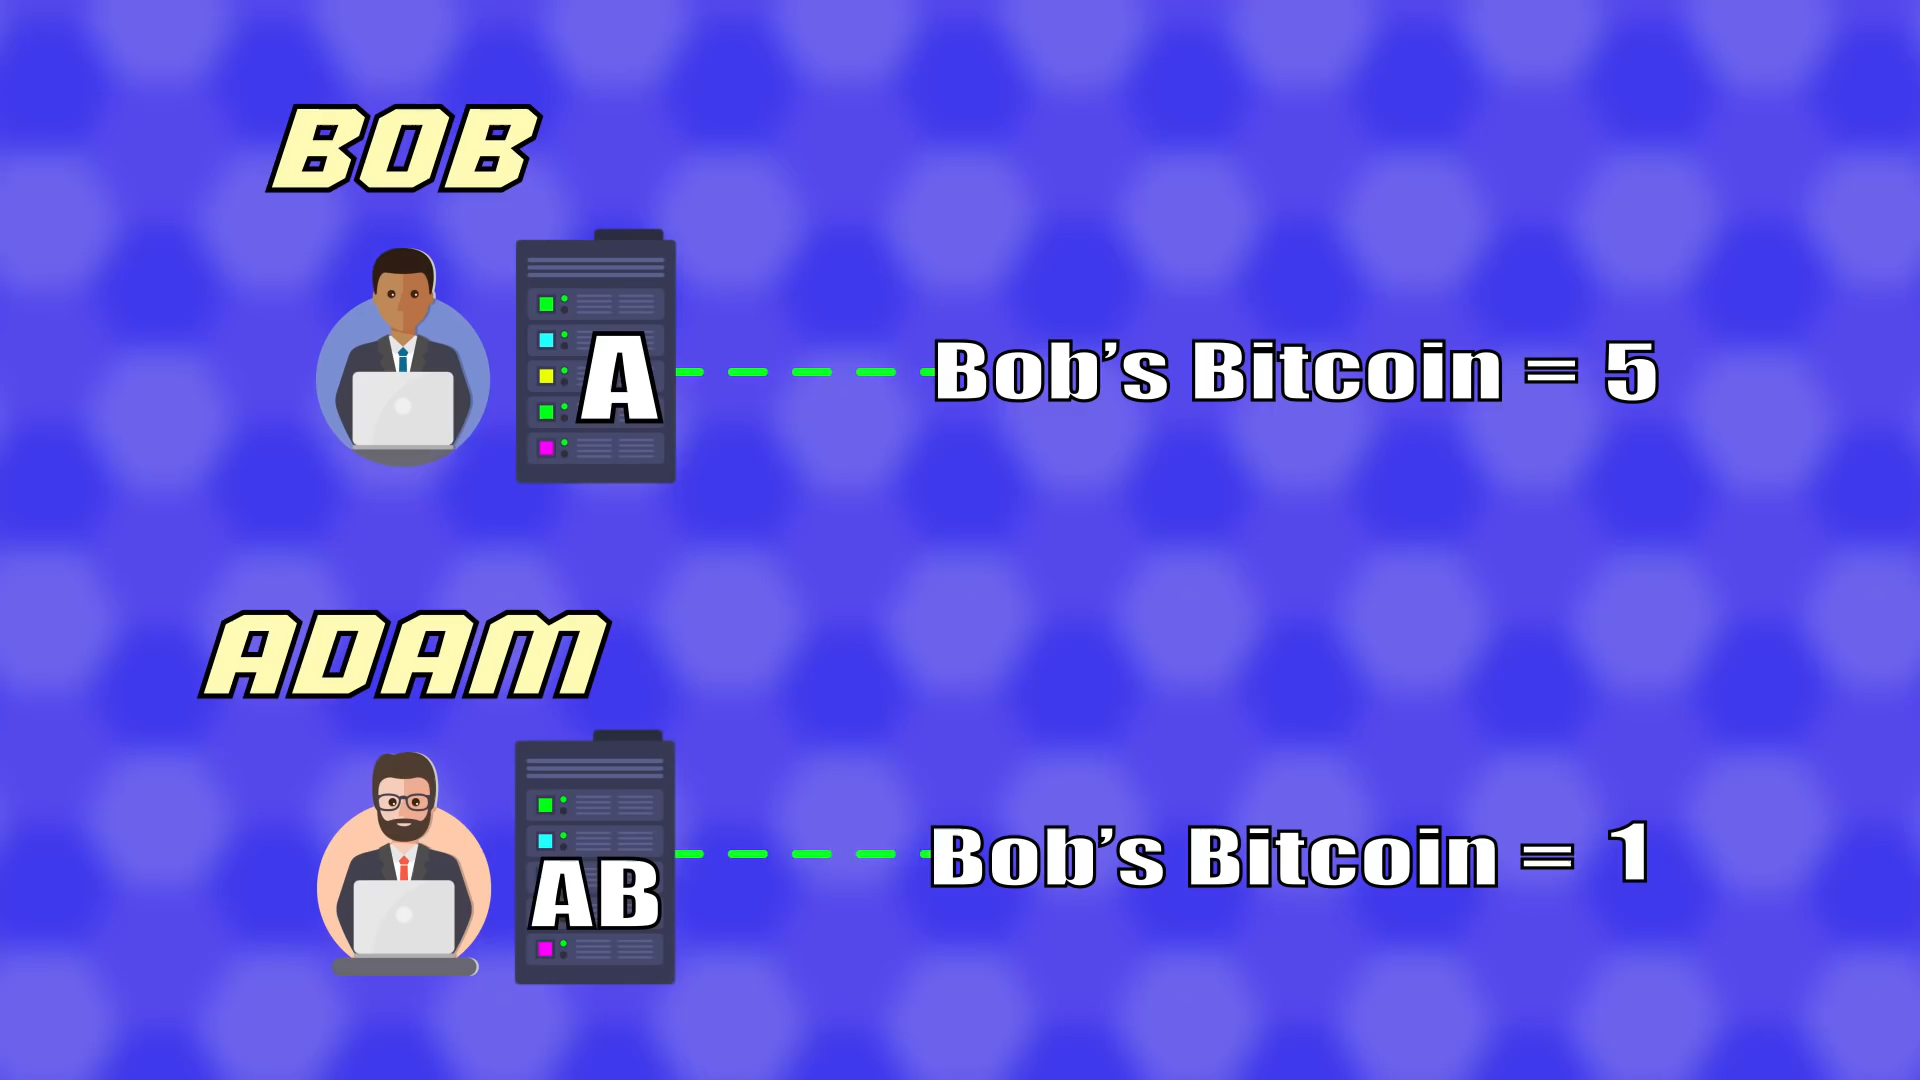 BOB
A
Bob's Bitcoin = 5
ADAM
AB
Bob's Bitcoin = 1